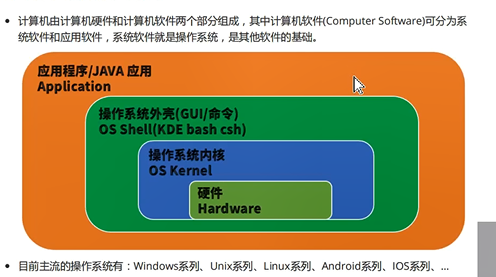 • 计算机由计算机硬件和计算机软件两个部分组成，其中计算机软件(Computer Software)可分为系
统软件和应用软件，系统软件就是操作系统，是其他软件的基础。
应用程序/JAVA 应用
Application
操作系统外壳(GUI/命令)
OS Shell(KDE bash csh)
操作系统内核
OS Kernel
硬件
Hardware
• 目前主流的操作系统有：Windows系列、Unix系列、Linux系列、Android系列、IOS系列、...